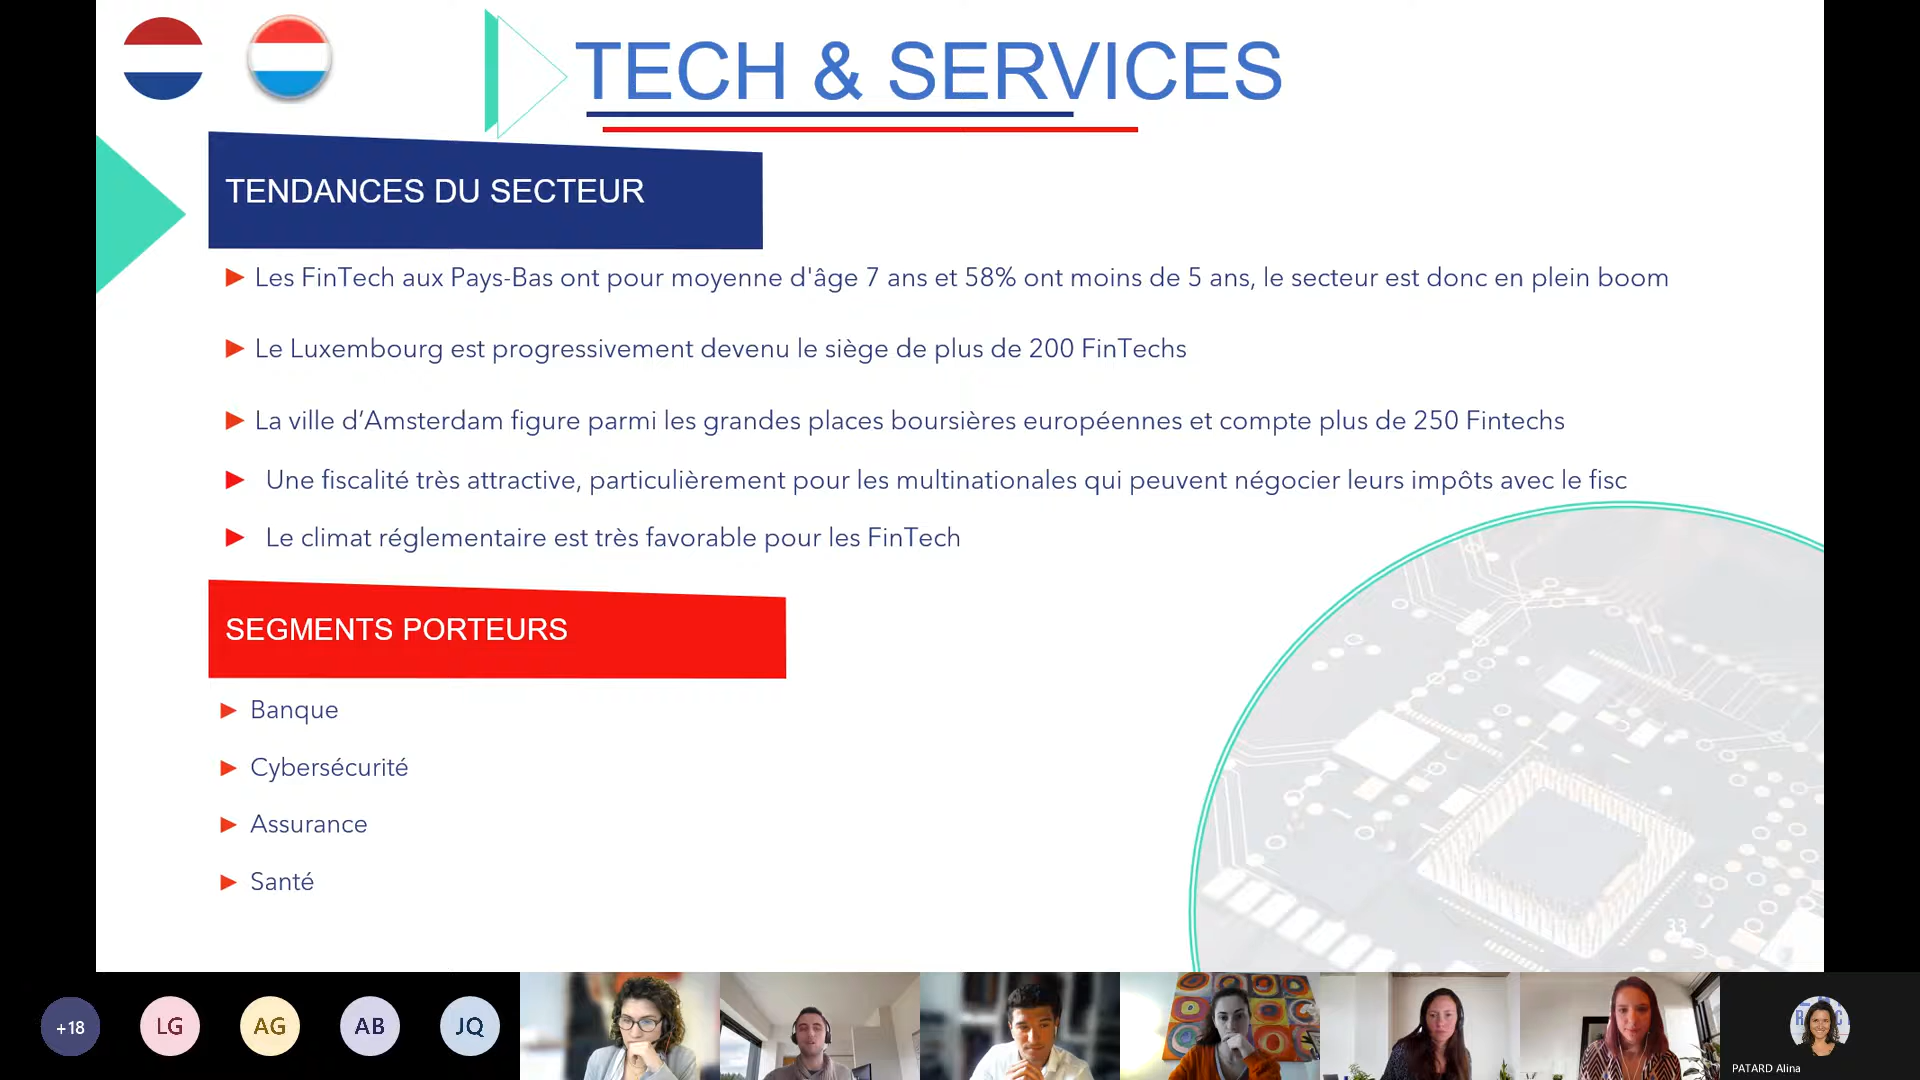 TECH & SERVICES
TENDANCES DU SECTEUR
Les FinTech aux Pays-Bas ont pour moyenne d'âge 7 ans et 58% ont moins de 5 ans, le secteur est donc en plein boom
Le Luxembourg est progressivement devenu le siège de plus de 200 FinTechs
La ville d’Amsterdam figure parmi les grandes places boursières européennes et compte plus de 250 Fintechs
Une fiscalité très attractive, particulièrement pour les multinationales qui peuvent négocier leurs impôts avec le fisc
Le climat réglementaire est très favorable pour les FinTech
SEGMENTS PORTEURS
Banque
Cybersécurité
Assurance
Santé
33
+18
LG
AG
AB
JQ
PATARD Alina